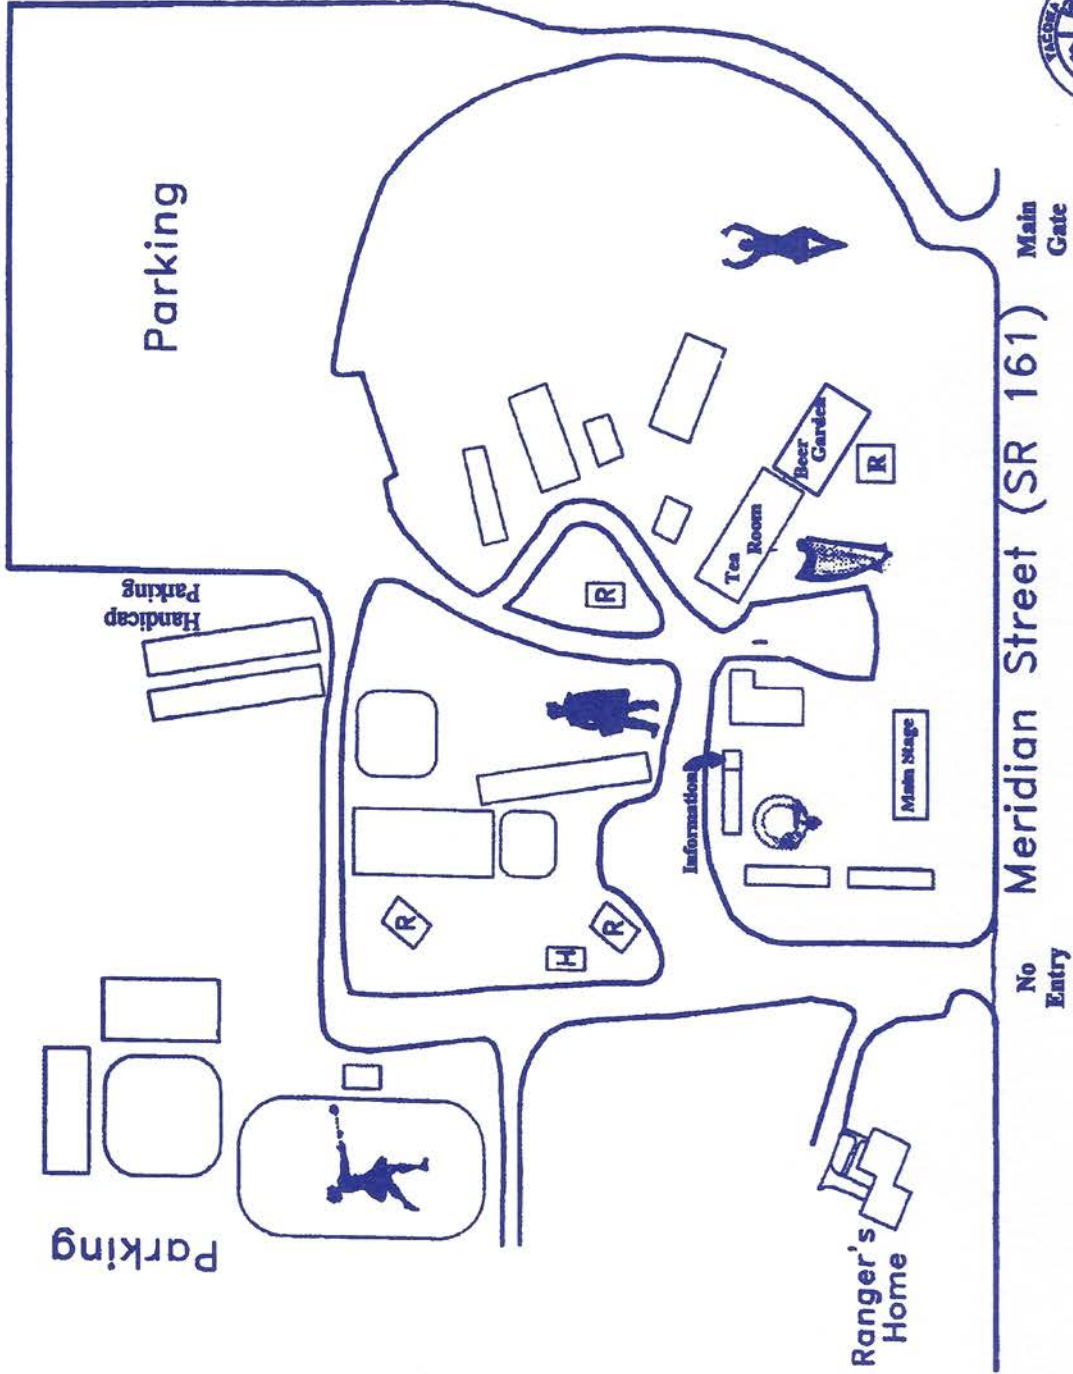 TACOMA
Parking
Handicap
Parking
Parking
R
R
R
R
H
Tea
Room
Beer
Garden
Information
Main Stage
Main
Gate
Meridian Street (SR 161)
No
Entry
Ranger's
Home